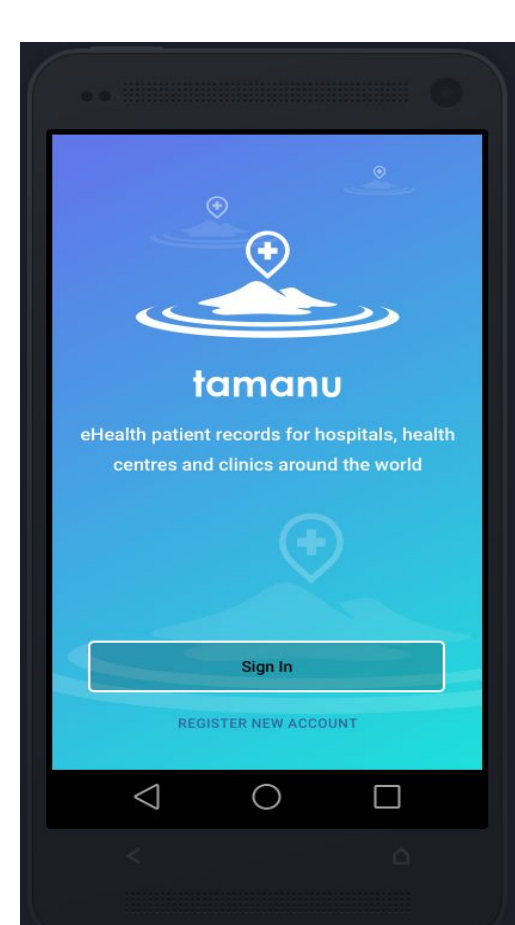 tamanu
eHealth patient records for hospitals, health
centres and clinics around the world
Sign In
REGISTER NEW ACCOUNT